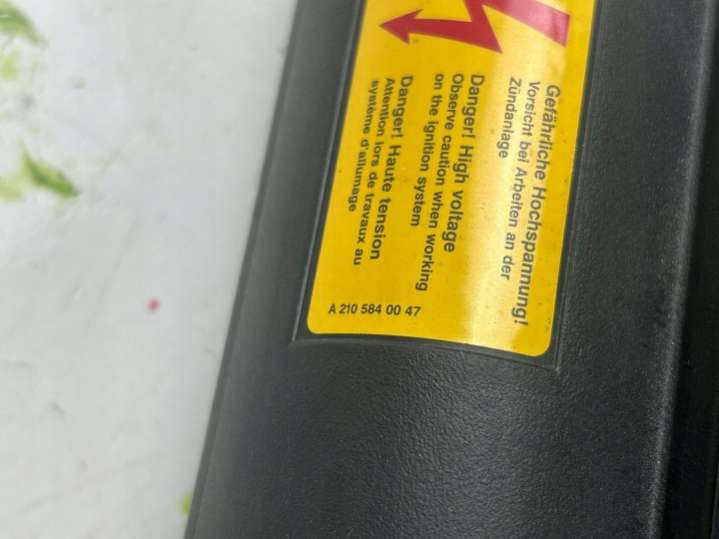 Gefährliche Hochspannung!
Vorsicht bei Arbeiten an der
Zündanlage
Danger! High voltage
Observe caution when working
on the ignition system
Danger! Haute tension
Attention lors de travaux au
système d'allumage
A 210 584 00 47